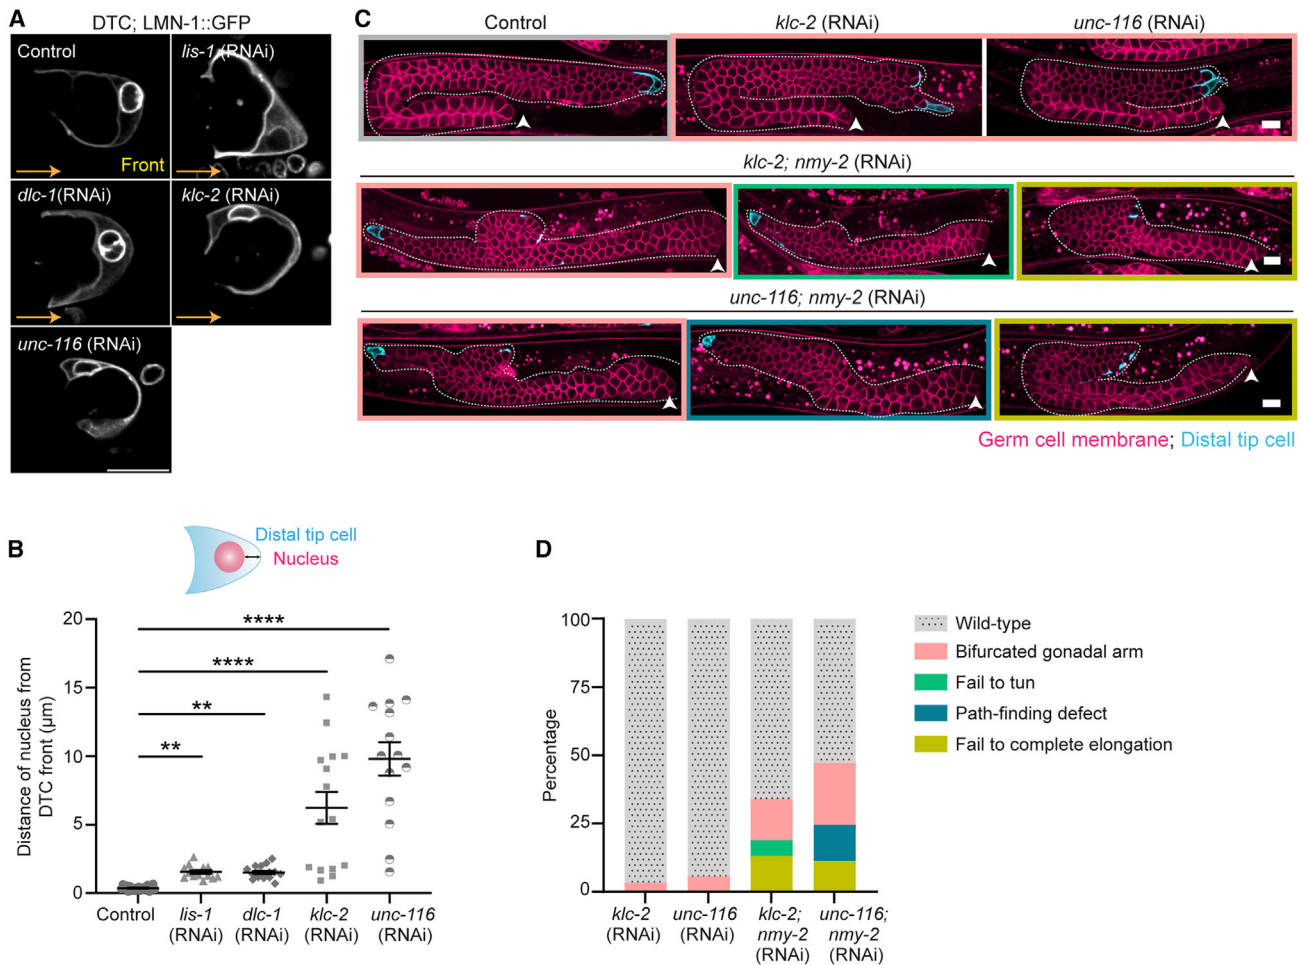 A
DTC; LMN-1::GFP
Control
lis-1 (RNAi)
Front
dlc-1(RNAi)
klc-2 (RNAi)
unc-116 (RNAi)
C
Control
klc-2 (RNAi)
unc-116 (RNAi)
klc-2; nmy-2 (RNAi)
unc-116; nmy-2 (RNAi)
Germ cell membrane; Distal tip cell
B
Distal tip cell
Nucleus
Distance of nucleus from
DTC front (µm)
20
15
10
5
0
****
****
**
**
Control
lis-1
(RNAi)
dlc-1
(RNAi)
klc-2
(RNAi)
unc-116
(RNAi)
D
Percentage
100
75
50
25
0
klc-2
(RNAi)
unc-116
(RNAi)
klc-2;
nmy-2
(RNAi)
unc-116;
nmy-2
(RNAi)
Wild-type
Bifurcated gonadal arm
Fail to tun
Path-finding defect
Fail to complete elongation